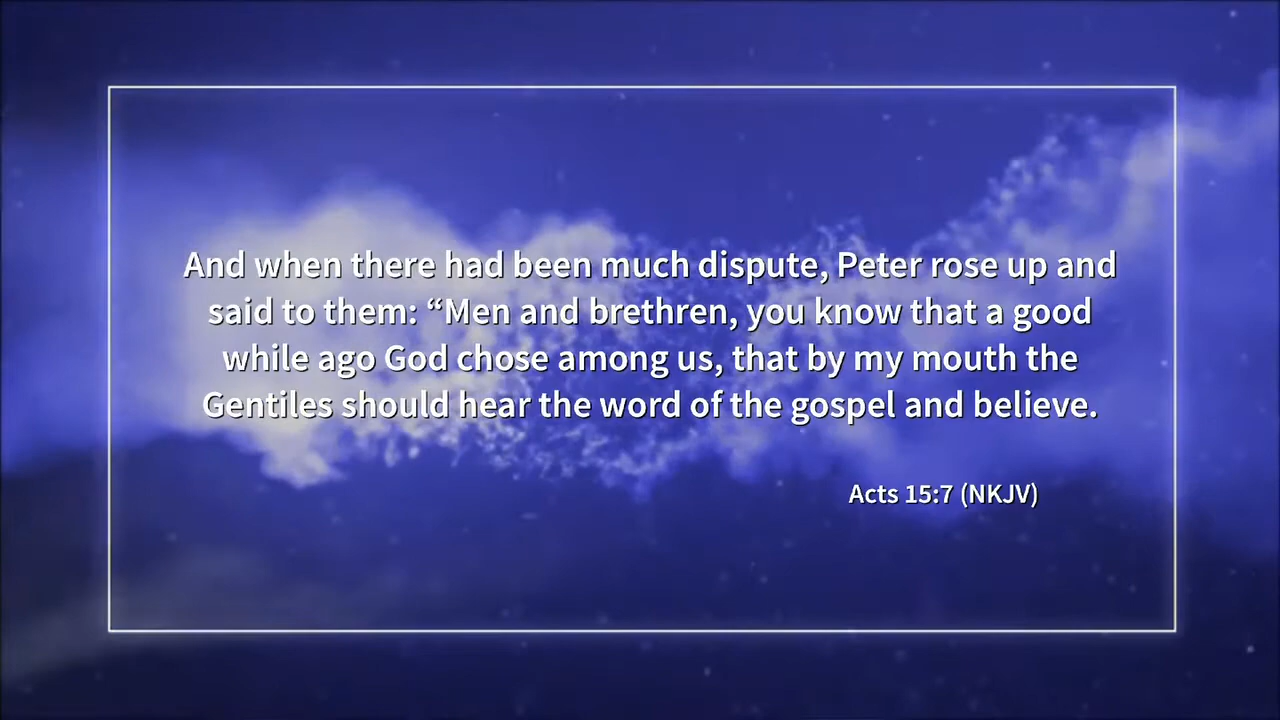 And when there had been much dispute, Peter rose up and
said to them: “Men and brethren, you know that a good
while ago God chose among us, that by my mouth the
Gentiles should hear the word of the gospel and believe.
Acts 15:7 (NKJV)